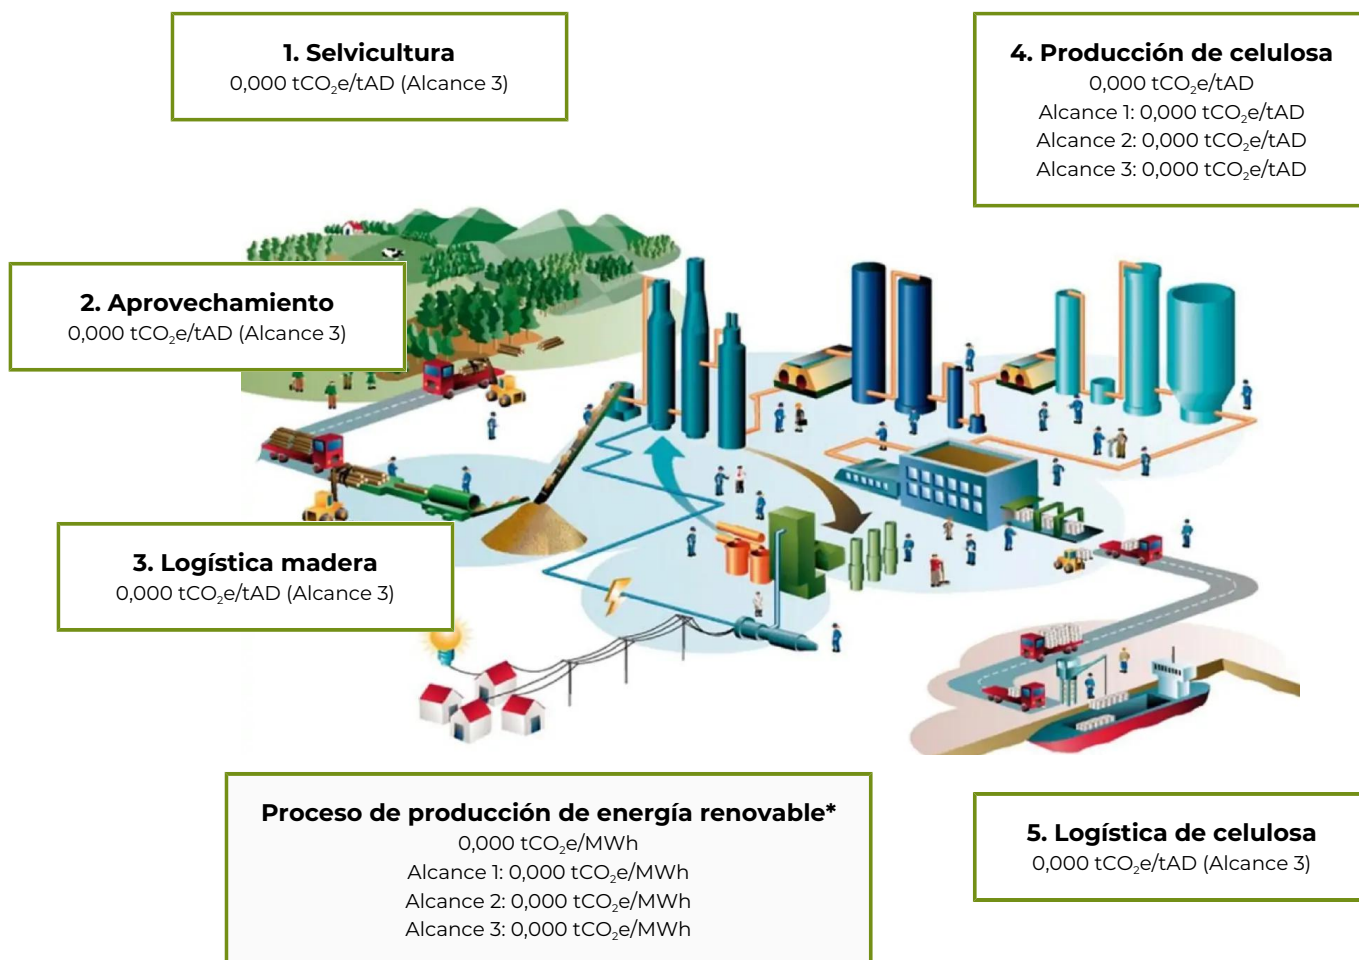 1. Selvicultura
0,000 tCO₂e/tAD (Alcance 3)
4. Producción de celulosa
0,000 tCO₂e/tAD
Alcance 1: 0,000 tCO₂e/tAD
Alcance 2: 0,000 tCO₂e/tAD
Alcance 3: 0,000 tCO₂e/tAD
2. Aprovechamiento
0,000 tCO₂e/tAD (Alcance 3)
3. Logística madera
0,000 tCO₂e/tAD (Alcance 3)
Proceso de producción de energía renovable*
0,000 tCO₂e/MWh
Alcance 1: 0,000 tCO₂e/MWh
Alcance 2: 0,000 tCO₂e/MWh
Alcance 3: 0,000 tCO₂e/MWh
5. Logística de celulosa
0,000 tCO₂e/tAD (Alcance 3)